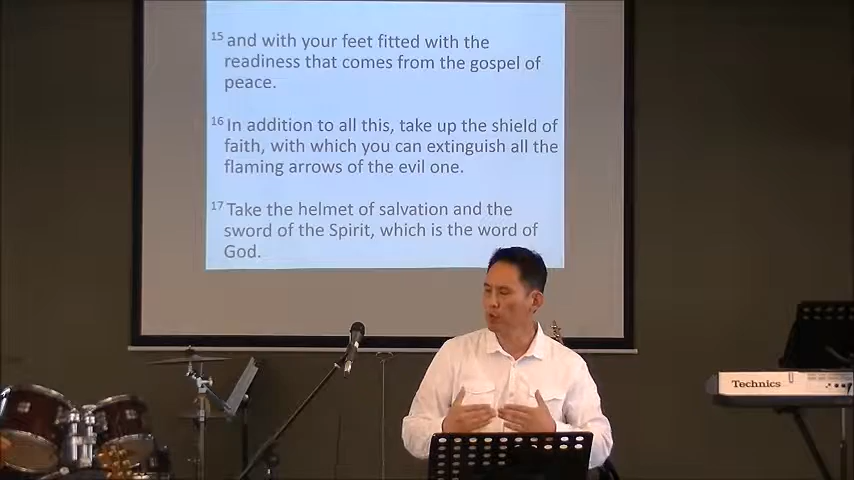 15 and with your feet fitted with the
readiness that comes from the gospel of
peace.
16 In addition to all this, take up the shield of
faith, with which you can extinguish all the
flaming arrows of the evil one.
17 Take the helmet of salvation and the
sword of the Spirit, which is the word of
God.
Technics